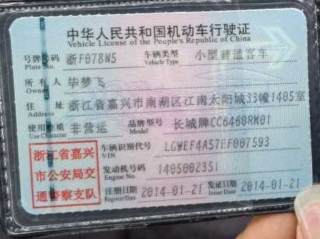 中华人民共和国机动车行驶证
Vehicle License of the People's Republic of China
号牌号码 浙F078W5 车辆类型 小型普通客车
Plate No. Vehicle Type
所有人 毕梦飞
Owner
住址 浙江省嘉兴市南湖区江南太阳城33幢1405室
Address
使用性质 非营运 品牌型号 长城牌CC6460RM01
Use Character Model
浙江省嘉兴
市公安局交
通警察支队
车辆识别代号 LGWEF4A57EF007593
VIN
发动机号码 1405002351
Engine No.
注册日期 2014-01-21 发证日期 2014-01-21
Register Date Issue Date